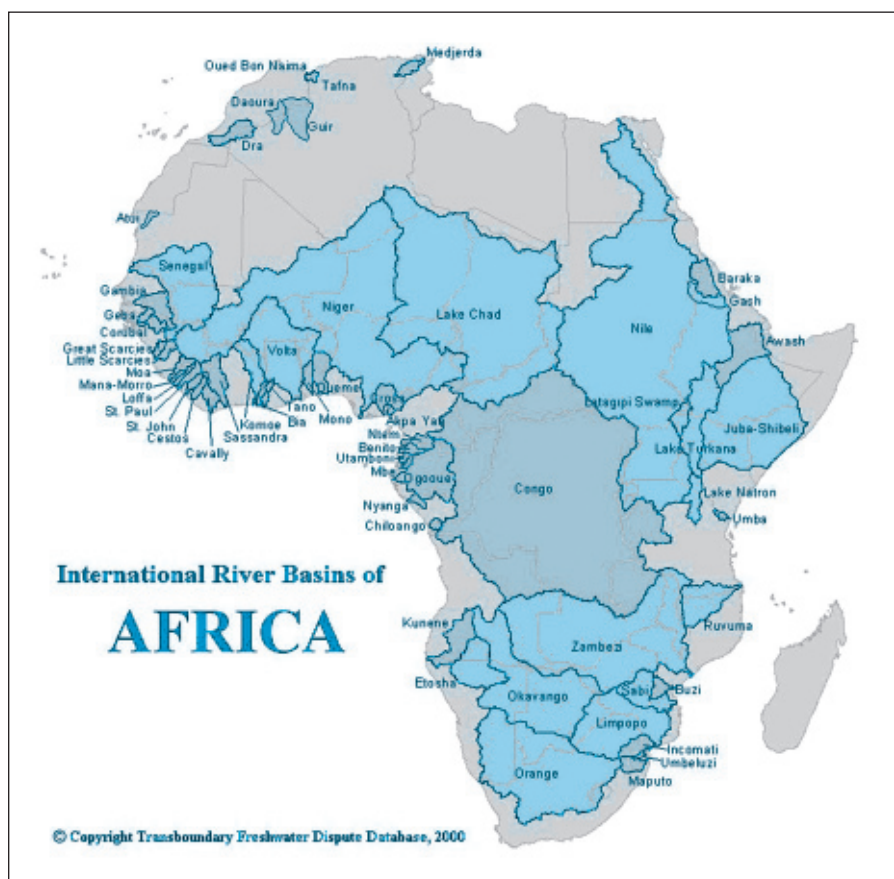 Medjerda
Oued Bon Naima
Tafna
Daoura
Guir
Dra
Atui
Senegal
Gambia
Geba
Corubal
Great Scarcies
Little Scarcies
Moa
Mana-Morro
Loffa
St. Paul
St. John
Cestos
Cavally
Sassandra
Komoe
Bia
Tano
Mono
Volta
Oueme
Niger
Lake Chad
Nile
Baraka
Gash
Awash
Cross
Akpa Yafi
Ntem
Benito
Utamboni
Mbe
Ogooue
Nyanga
Chiloango
Congo
Lotagipi Swamp
Lake Turkana
Juba-Shibeli
Lake Natron
Umba
International River Basins of
AFRICA
Kunene
Etosha
Zambezi
Ruvuma
Okavango
Sabi
Buzi
Limpopo
Incomati
Umbeluzi
Maputo
Orange
© Copyright Transboundary Freshwater Dispute Database, 2000